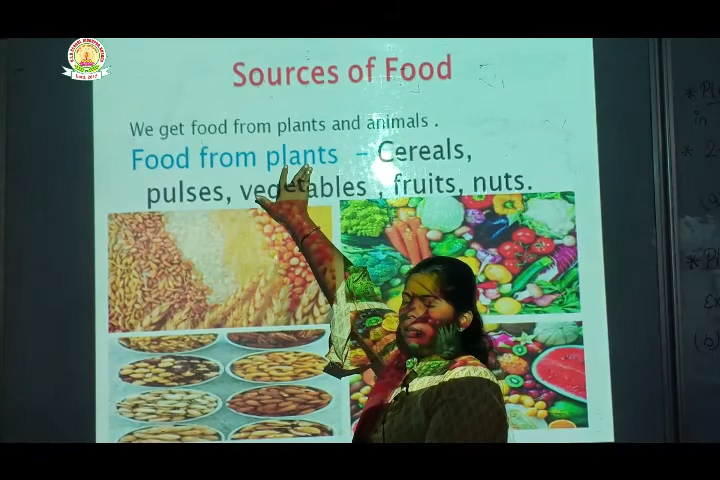 Sources of Food
We get food from plants and animals .
Food from plants – Cereals,
pulses, vegetables , fruits, nuts.